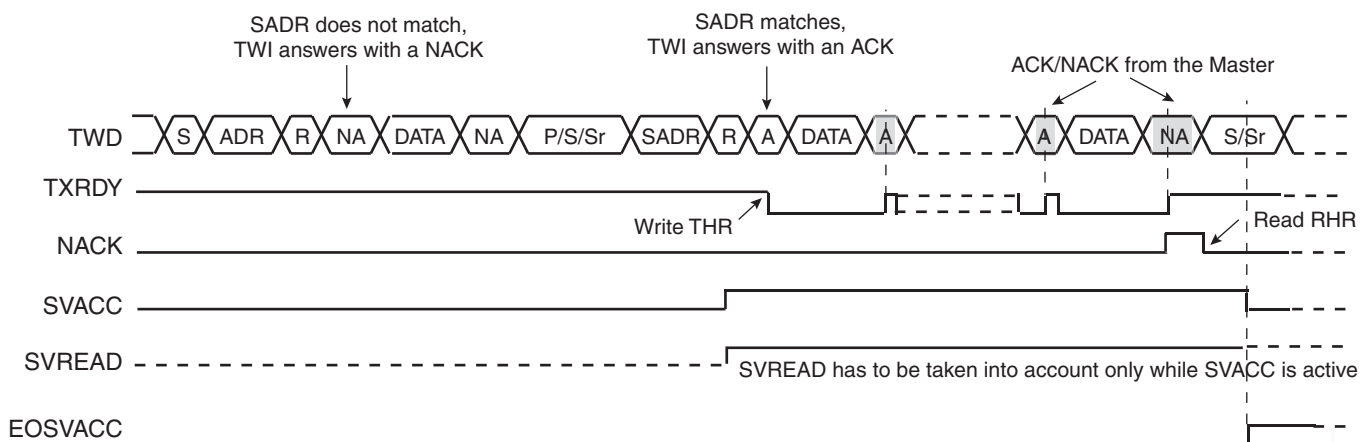 SADR does not match,
TWI answers with a NACK
SADR matches,
TWI answers with an ACK
ACK/NACK from the Master
TWD S ADR R NA DATA NA P/S/Sr SADR R A DATA A A DATA NA S/Sr
TXRDY
Write THR
Read RHR
NACK
SVACC
SVREAD
SVREAD has to be taken into account only while SVACC is active
EOSVACC